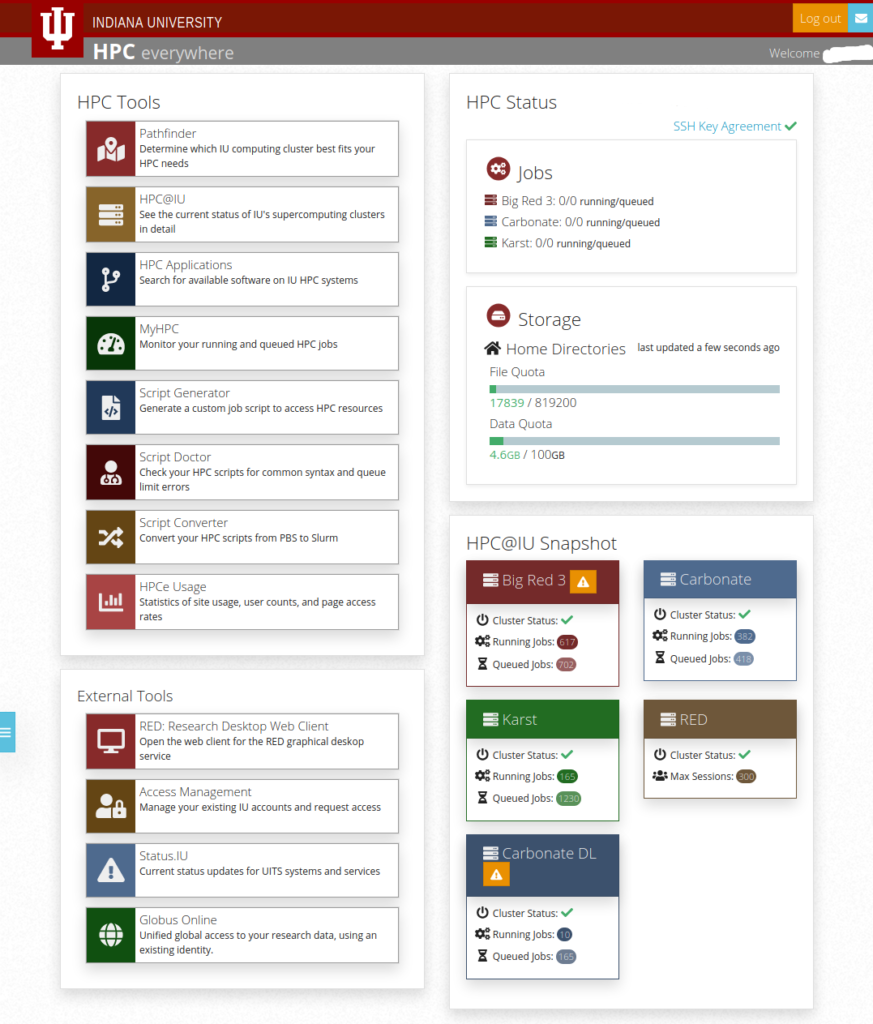 INDIANA UNIVERSITY
Log out
HPC everywhere
Welcome
HPC Tools
Pathfinder
Determine which IU computing cluster best fits your
HPC needs
HPC@IU
See the current status of IU's supercomputing clusters
in detail
HPC Applications
Search for available software on IU HPC systems
MyHPC
Monitor your running and queued HPC jobs
Script Generator
Generate a custom job script to access HPC resources
Script Doctor
Check your HPC scripts for common syntax and queue
limit errors
Script Converter
Convert your HPC scripts from PBS to Slurm
HPCe Usage
Statistics of site usage, user counts, and page access
rates
External Tools
RED: Research Desktop Web Client
Open the web client for the RED graphical deskop
service
Access Management
Manage your existing IU accounts and request access
Status.IU
Current status updates for UITS systems and services
Globus Online
Unified global access to your research data, using an
existing identity.
HPC Status
SSH Key Agreement
Jobs
Big Red 3: 0/0 running/queued
Carbonate: 0/0 running/queued
Karst: 0/0 running/queued
Storage
Home Directories last updated a few seconds ago
File Quota
17839 / 819200
Data Quota
4.6GB / 100GB
HPC@IU Snapshot
Big Red 3
Cluster Status:
Running Jobs: 617
Queued Jobs: 702
Carbonate
Cluster Status:
Running Jobs: 382
Queued Jobs: 418
Karst
Cluster Status:
Running Jobs: 165
Queued Jobs: 1230
RED
Cluster Status:
Max Sessions: 300
Carbonate DL
Cluster Status:
Running Jobs: 10
Queued Jobs: 165